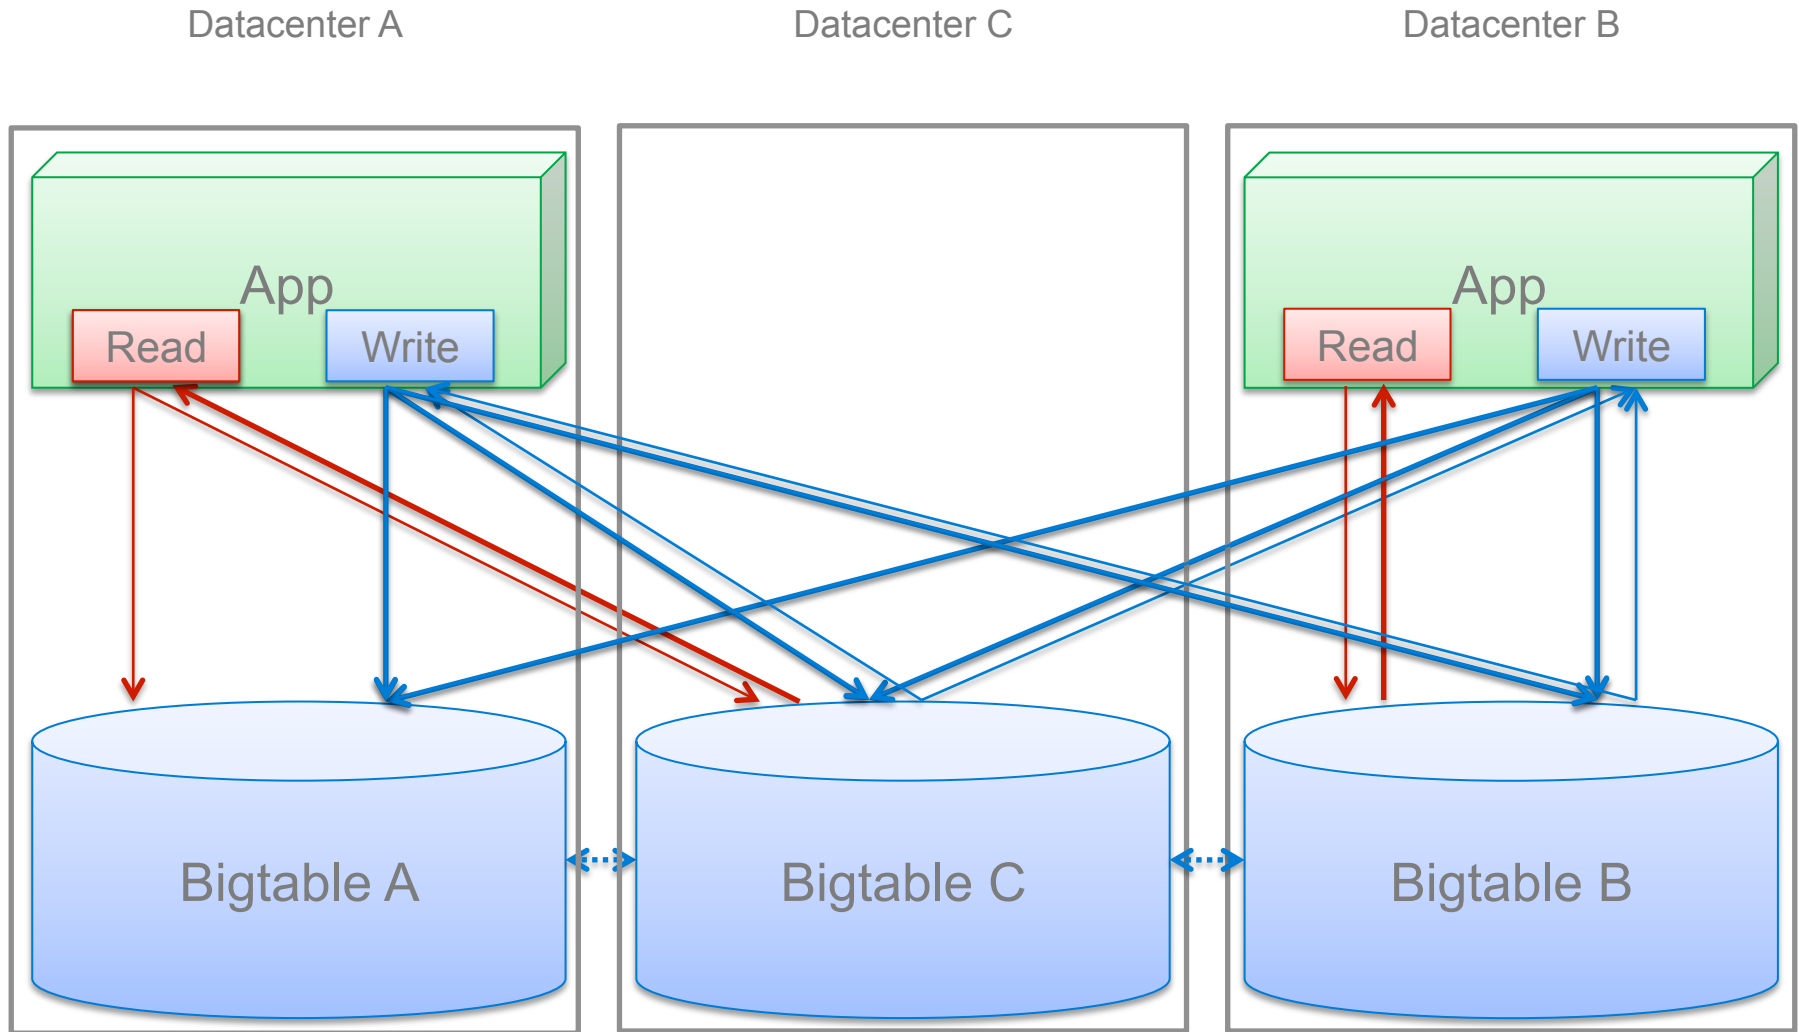 Datacenter A
Datacenter C
Datacenter B
App
Read
Write
App
Read
Write
Bigtable A
Bigtable C
Bigtable B